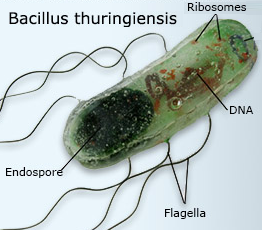 Ribosomes
Bacillus thuringiensis
DNA
Endospore
Flagella